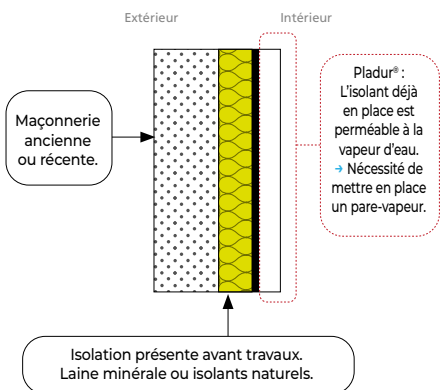 Extérieur
Intérieur
Maçonnerie
ancienne
ou récente.
Pladur® :
L'isolant déjà
en place est
perméable à la
vapeur d'eau.
→ Nécessité de
mettre en place
un pare-vapeur.
Isolation présente avant travaux.
Laine minérale ou isolants naturels.